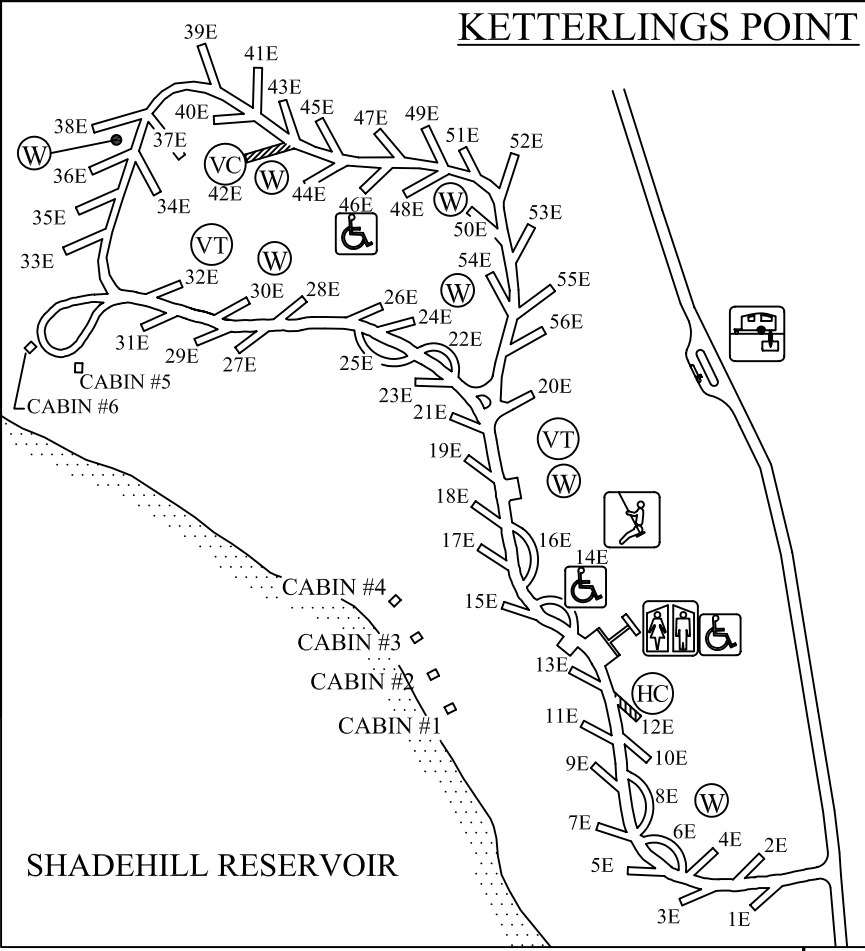 KETTERLINGS POINT
39E
41E
43E
45E
47E
49E
51E
52E
38E
40E
37E
W
36E
VC
42E
W
44E
46E
48E
W
50E
53E
34E
35E
33E
VT
W
54E
W
55E
56E
32E
30E
28E
26E
24E
22E
31E
29E
27E
25E
23E
20E
CABIN #5
CABIN #6
21E
VT
19E
W
18E
17E
16E
14E
15E
CABIN #4
CABIN #3
CABIN #2
CABIN #1
13E
HC
12E
11E
10E
9E
8E
W
7E
6E
4E
2E
5E
3E
1E
SHADEHILL RESERVOIR